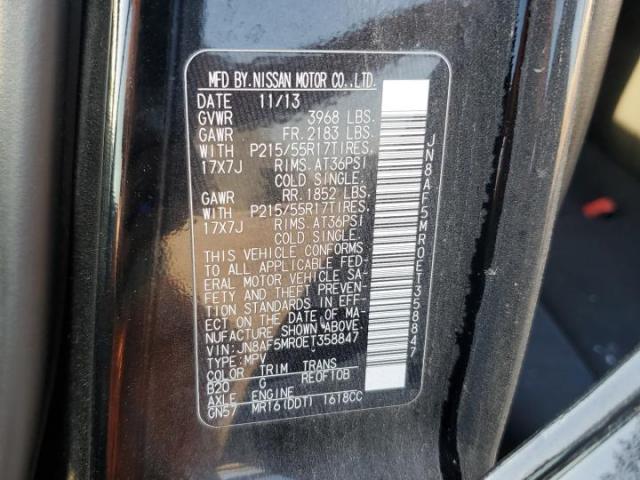 MFD BY. NISSAN MOTOR CO., LTD.
DATE 11/13
GVWR 3968 LBS.
GAWR FR. 2183 LBS.
WITH P215/55R17TIRES.
17X7J RIMS. AT36PSI
COLD SINGLE.
GAWR RR. 1852 LBS.
WITH P215/55R17TIRES.
17X7J RIMS. AT36PSI
COLD SINGLE.
THIS VEHICLE CONFORMS
TO ALL APPLICABLE FED-
ERAL MOTOR VEHICLE SA-
FETY AND THEFT PREVEN-
TION STANDARDS IN EFF-
ECT ON THE DATE OF MA-
NUFACTURE SHOWN ABOVE.
VIN: JN8AF5MR0ET358847
TYPE: MPV
COLOR TRIM TRANS
B20 G RE0F10B
AXLE ENGINE
GN57 MR16(DDT) 1618CC
JN8AF5MR0ET358847